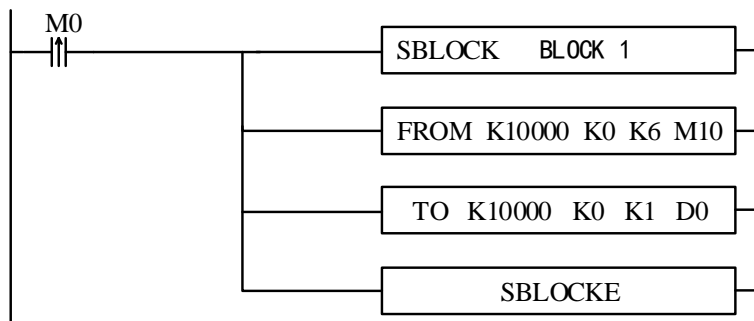 M0
SBLOCK BLOCK 1
FROM K10000 K0 K6 M10
TO K10000 K0 K1 D0
SBLOCKE